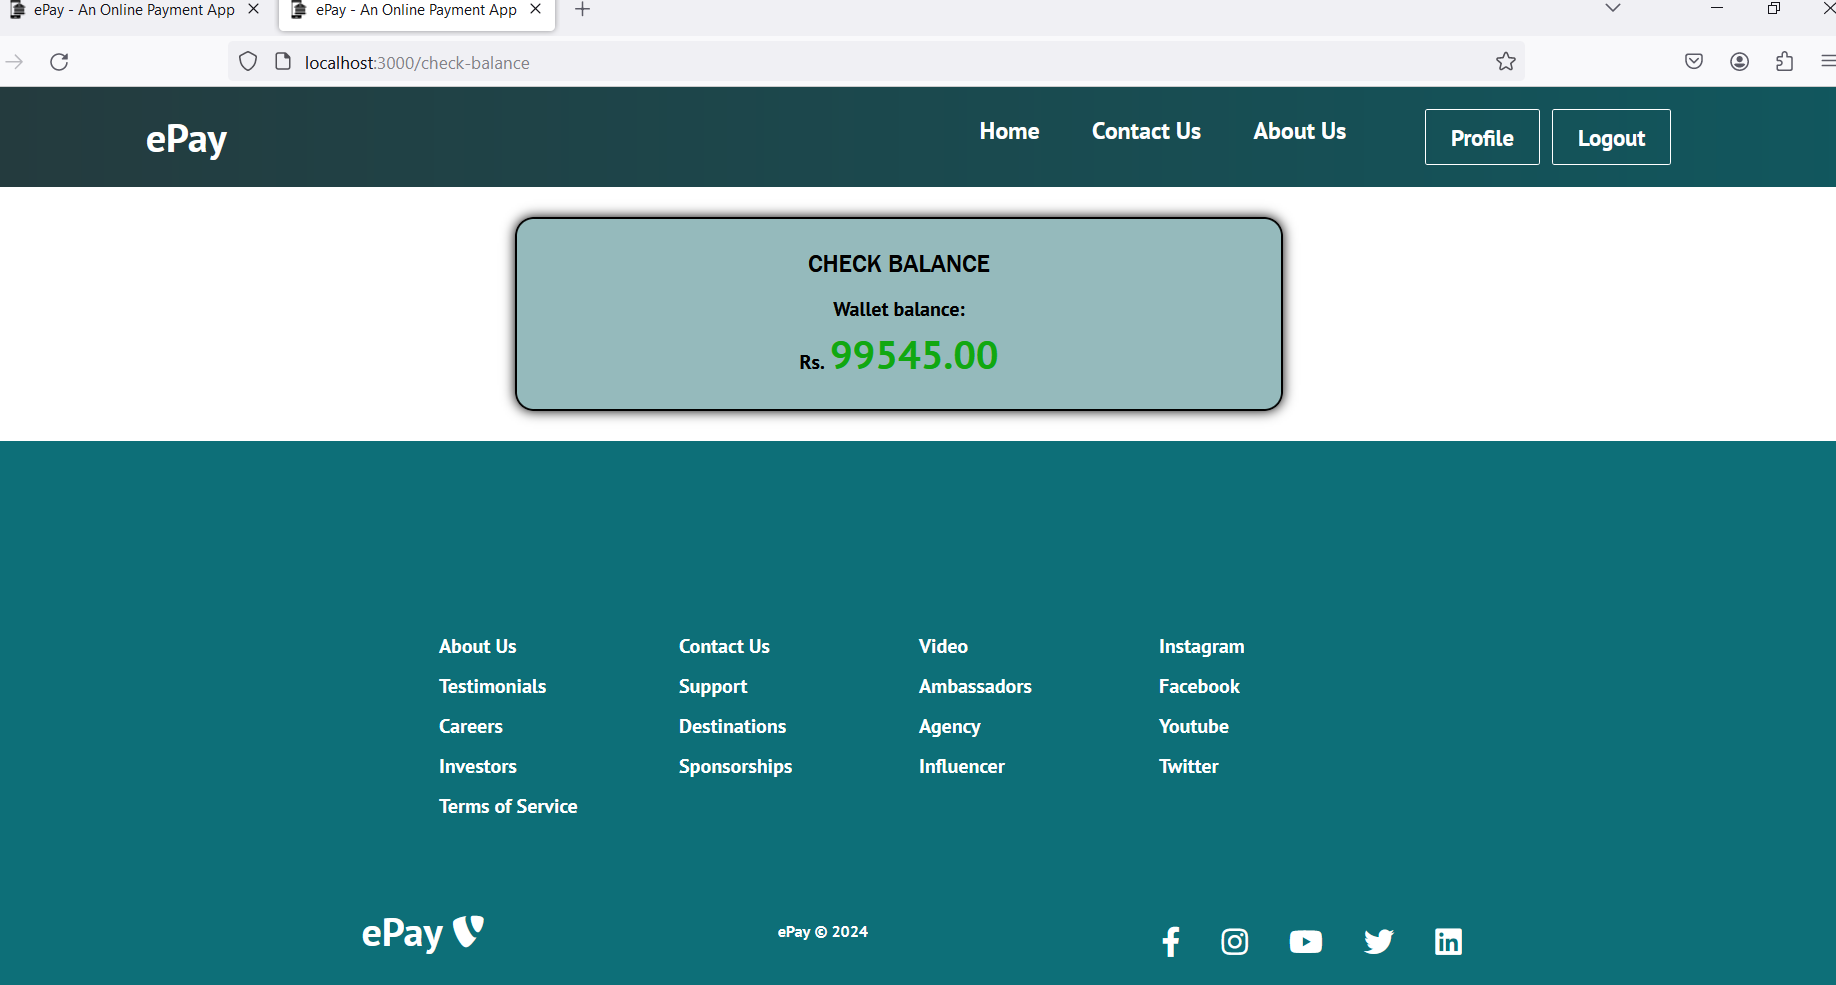 ePay - An Online Payment App
ePay - An Online Payment App
localhost:3000/check-balance
ePay
Home
Contact Us
About Us
Profile
Logout
CHECK BALANCE
Wallet balance:
Rs. 99545.00
About Us
Testimonials
Careers
Investors
Terms of Service
Contact Us
Support
Destinations
Sponsorships
Video
Ambassadors
Agency
Influencer
Instagram
Facebook
Youtube
Twitter
ePay
ePay © 2024